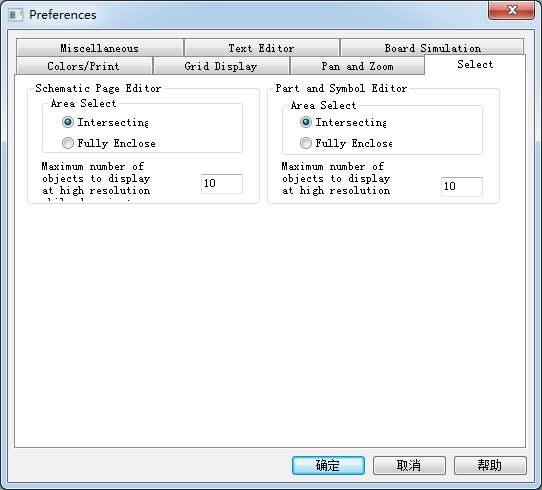 Preferences
Miscellaneous
Text Editor
Board Simulation
Colors/Print
Grid Display
Pan and Zoom
Select
Schematic Page Editor
Area Select
Intersecting
Fully Enclose
Maximum number of
objects to display
at high resolution
10
Part and Symbol Editor
Area Select
Intersecting
Fully Enclose
Maximum number of
objects to display
at high resolution
10
确定
取消
帮助